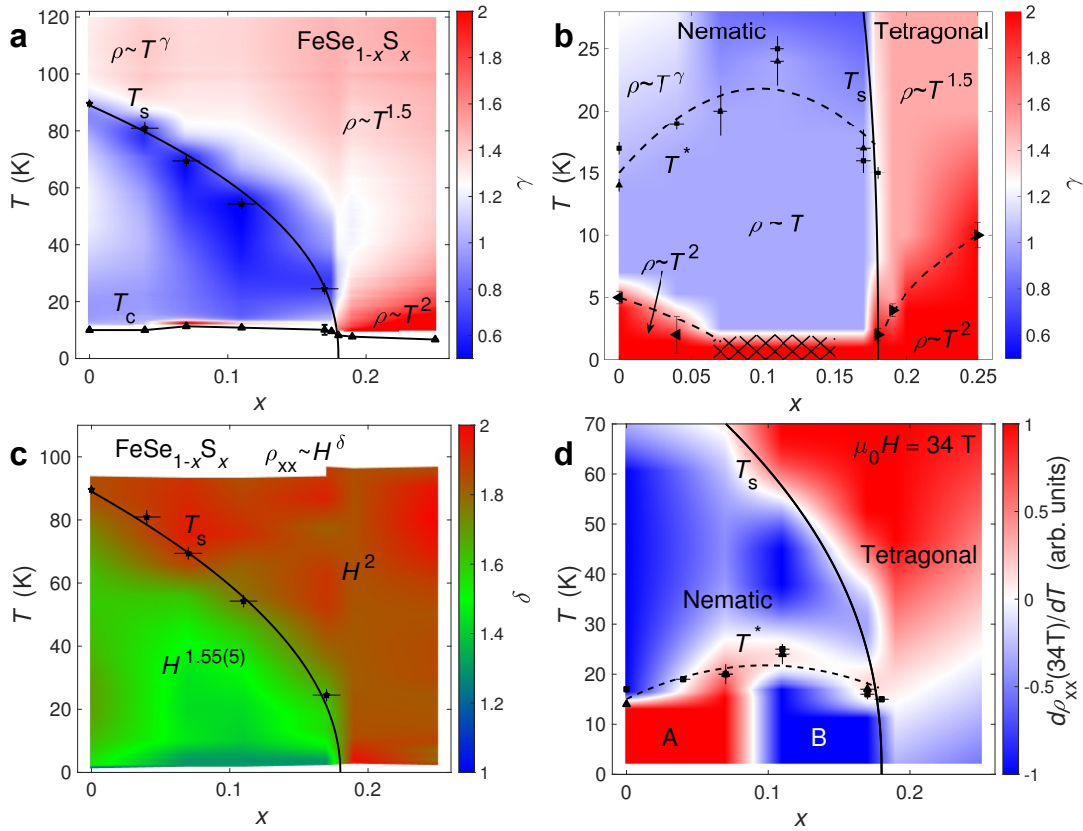 a
ρ~T^γ
FeSe1-xSx
Ts
ρ~T^1.5
Tc
ρ~T^2
T (K)
120
100
80
60
40
20
0
0
0.1
0.2
x
2
1.8
1.6
1.4
1.2
1
0.8
0.6
γ
b
Nematic
Tetragonal
ρ~T^γ
Ts
ρ~T^1.5
T*
ρ ~ T
ρ~T^2
ρ~T^2
T (K)
25
20
15
10
5
0
0
0.05
0.10
0.15
0.20
0.25
x
2
1.8
1.6
1.4
1.2
1
0.8
0.6
γ
c
FeSe1-xSx
ρxx~H^δ
Ts
H^2
H^1.55(5)
T (K)
100
80
60
40
20
0
0
0.1
0.2
x
2
1.8
1.6
1.4
1.2
1
δ
d
μ0H = 34 T
Ts
Tetragonal
Nematic
T*
A
B
T (K)
70
60
50
40
30
20
10
0
0
0.1
0.2
x
1
0.5
0
-0.5
-1
dρxx(34T)/dT (arb. units)